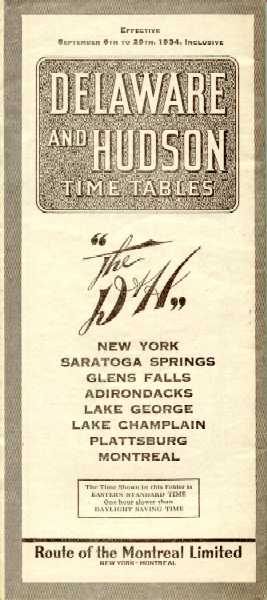 EFFECTIVE
SEPTEMBER 9TH TO 29TH, 1934, INCLUSIVE
DELAWARE
AND HUDSON
TIME TABLES
"The
D&H"
NEW YORK
SARATOGA SPRINGS
GLENS FALLS
ADIRONDACKS
LAKE GEORGE
LAKE CHAMPLAIN
PLATTSBURG
MONTREAL
The Time Shown in this Folder is
EASTERN STANDARD TIME
One hour slower than
DAYLIGHT SAVING TIME
Route of the Montreal Limited
NEW YORK - MONTREAL